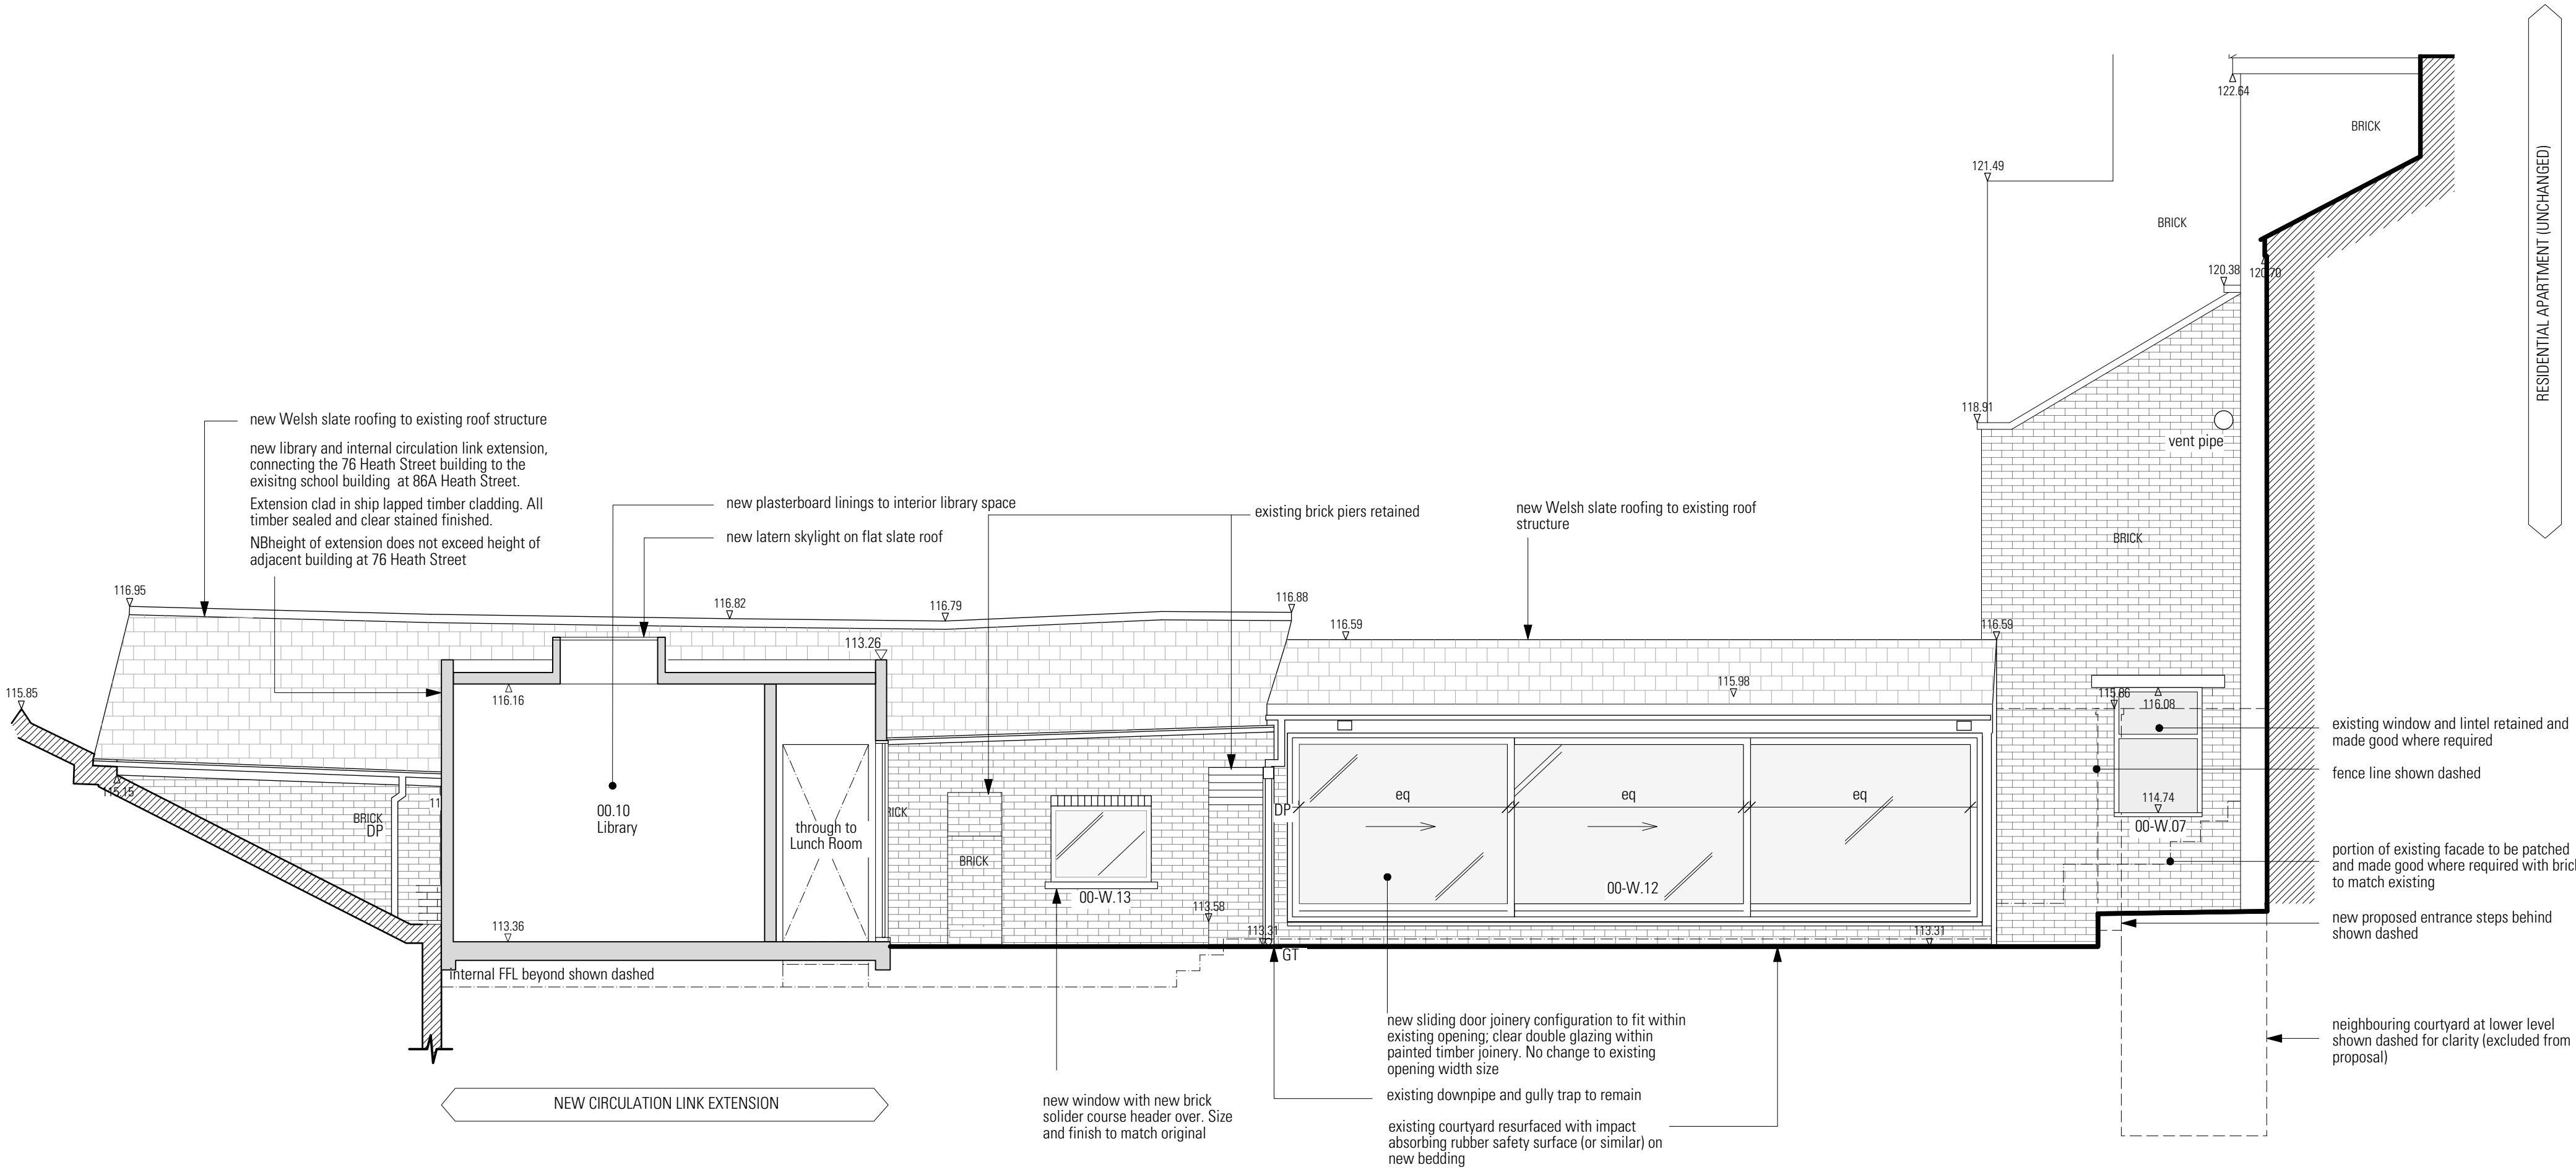 122.64
BRICK
RESIDENTIAL APARTMENT (UNCHANGED)
121.49
BRICK
120.38
120.70
118.91
vent pipe
BRICK
new Welsh slate roofing to existing roof structure
new library and internal circulation link extension,
connecting the 76 Heath Street building to the
exisitng school building at 86A Heath Street.
Extension clad in ship lapped timber cladding. All
timber sealed and clear stained finished.
NBheight of extension does not exceed height of
adjacent building at 76 Heath Street
new plasterboard linings to interior library space
new latern skylight on flat slate roof
existing brick piers retained
new Welsh slate roofing to existing roof
structure
116.95
116.82
116.79
116.88
116.59
116.59
113.26
115.85
116.16
115.98
115.86
116.08
115.15
11
BRICK
DP
00.10
Library
through to
Lunch Room
RICK
BRICK
00-W.13
113.58
DP
eq
eq
eq
00-W.12
114.74
00-W.07
existing window and lintel retained and
made good where required
fence line shown dashed
portion of existing facade to be patched
and made good where required with brick
to match existing
new proposed entrance steps behind
shown dashed
neighbouring courtyard at lower level
shown dashed for clarity (excluded from
proposal)
113.36
113.31
113.31
GT
internal FFL beyond shown dashed
NEW CIRCULATION LINK EXTENSION
new window with new brick
solider course header over. Size
and finish to match original
new sliding door joinery configuration to fit within
existing opening; clear double glazing within
painted timber joinery. No change to existing
opening width size
existing downpipe and gully trap to remain
existing courtyard resurfaced with impact
absorbing rubber safety surface (or similar) on
new bedding